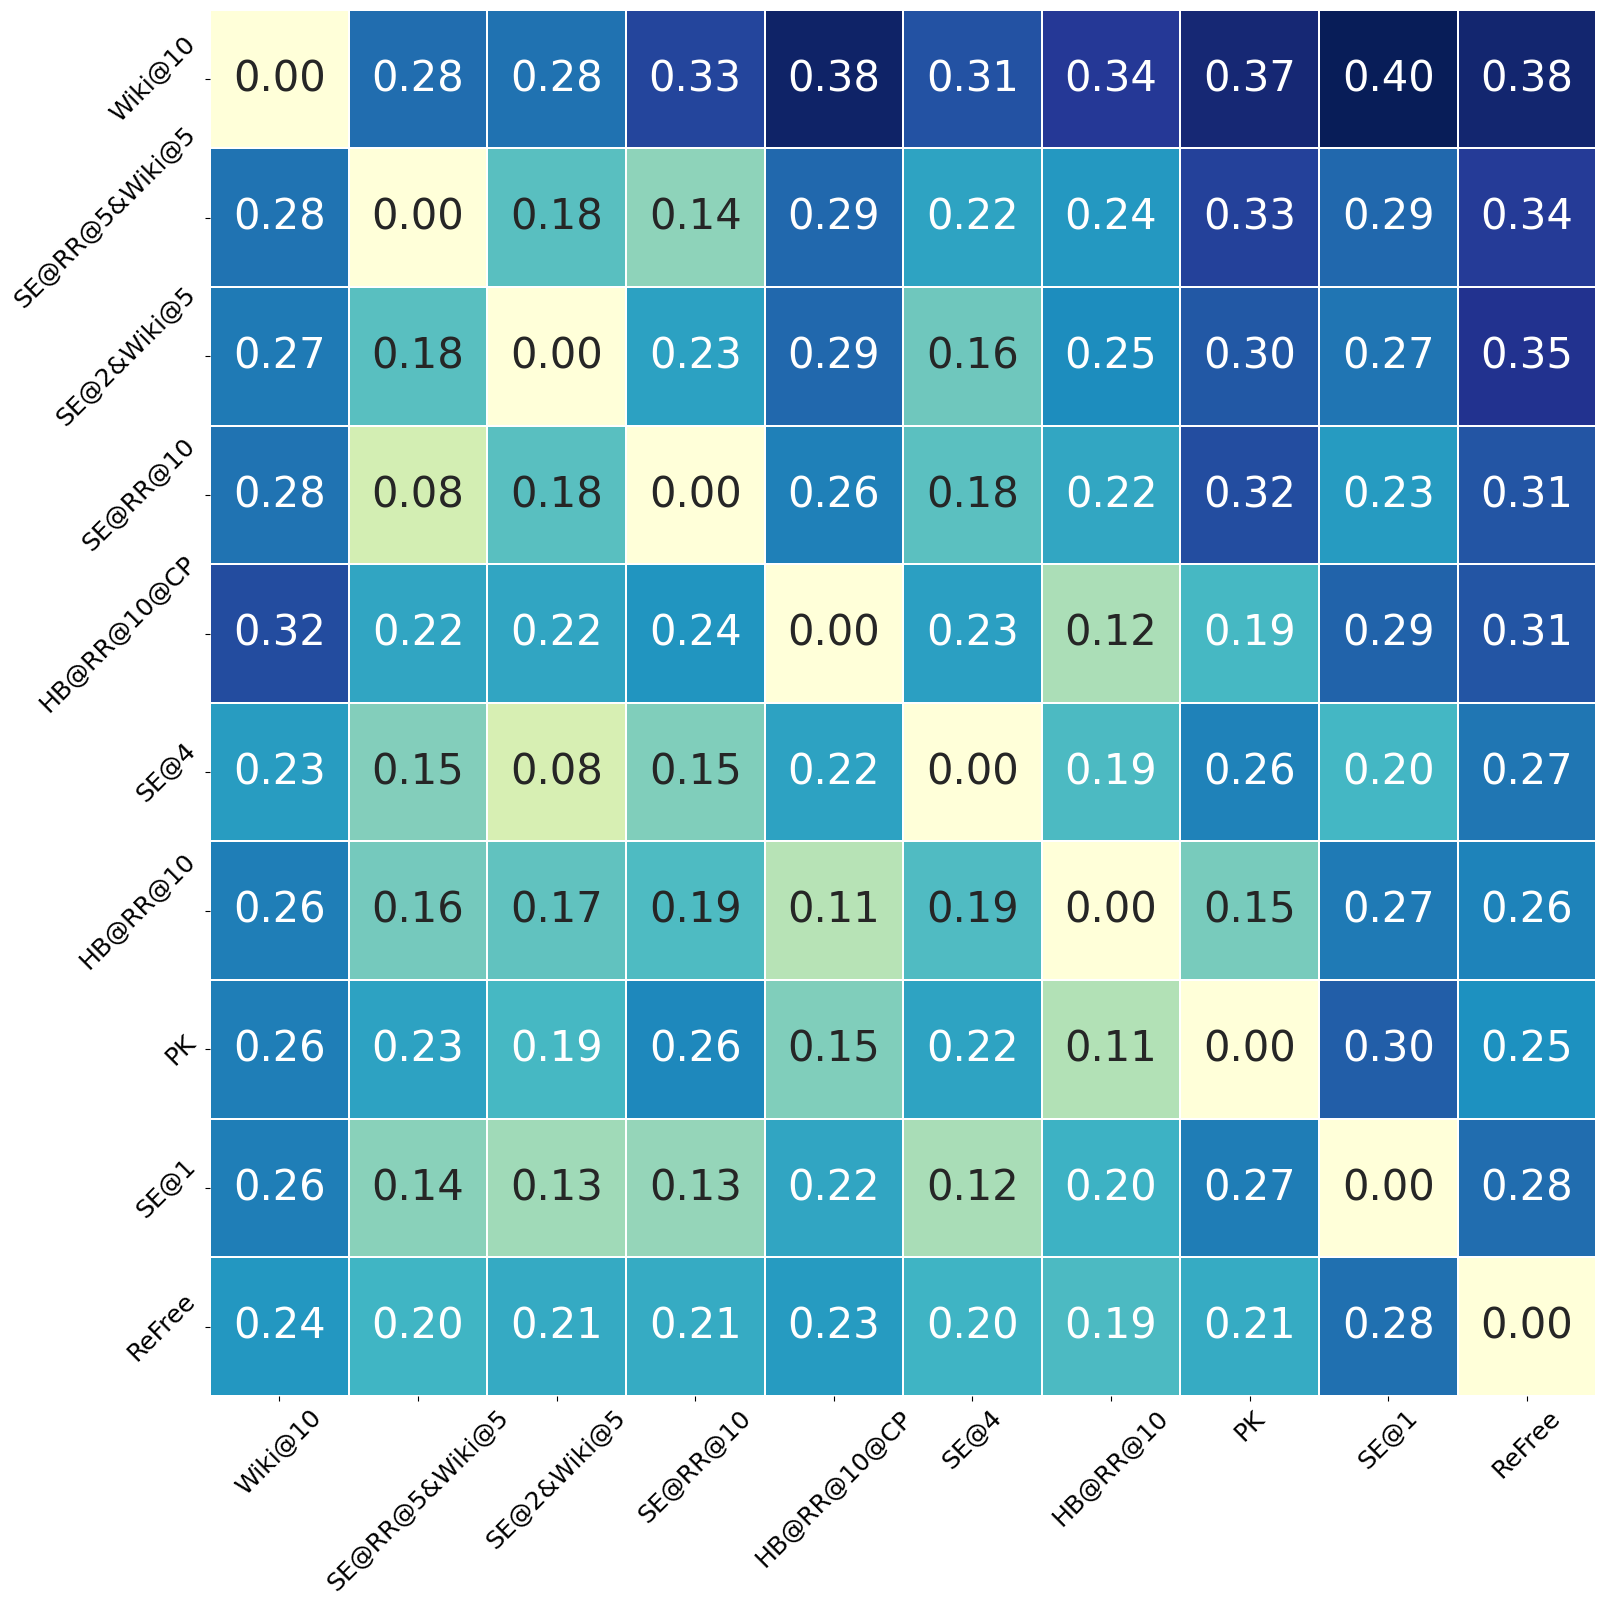 Wiki@10 0.00 0.28 0.28 0.33 0.38 0.31 0.34 0.37 0.40 0.38
SE@RR@5&Wiki@5 0.28 0.00 0.18 0.14 0.29 0.22 0.24 0.33 0.29 0.34
SE@2&Wiki@5 0.27 0.18 0.00 0.23 0.29 0.16 0.25 0.30 0.27 0.35
SE@RR@10 0.28 0.08 0.18 0.00 0.26 0.18 0.22 0.32 0.23 0.31
HB@RR@10@CP 0.32 0.22 0.22 0.24 0.00 0.23 0.12 0.19 0.29 0.31
SE@4 0.23 0.15 0.08 0.15 0.22 0.00 0.19 0.26 0.20 0.27
HB@RR@10 0.26 0.16 0.17 0.19 0.11 0.19 0.00 0.15 0.27 0.26
PK 0.26 0.23 0.19 0.26 0.15 0.22 0.11 0.00 0.30 0.25
SE@1 0.26 0.14 0.13 0.13 0.22 0.12 0.20 0.27 0.00 0.28
ReFree 0.24 0.20 0.21 0.21 0.23 0.20 0.19 0.21 0.28 0.00
Wiki@10 SE@RR@5&Wiki@5 SE@2&Wiki@5 SE@RR@10 HB@RR@10@CP SE@4 HB@RR@10 PK SE@1 ReFree